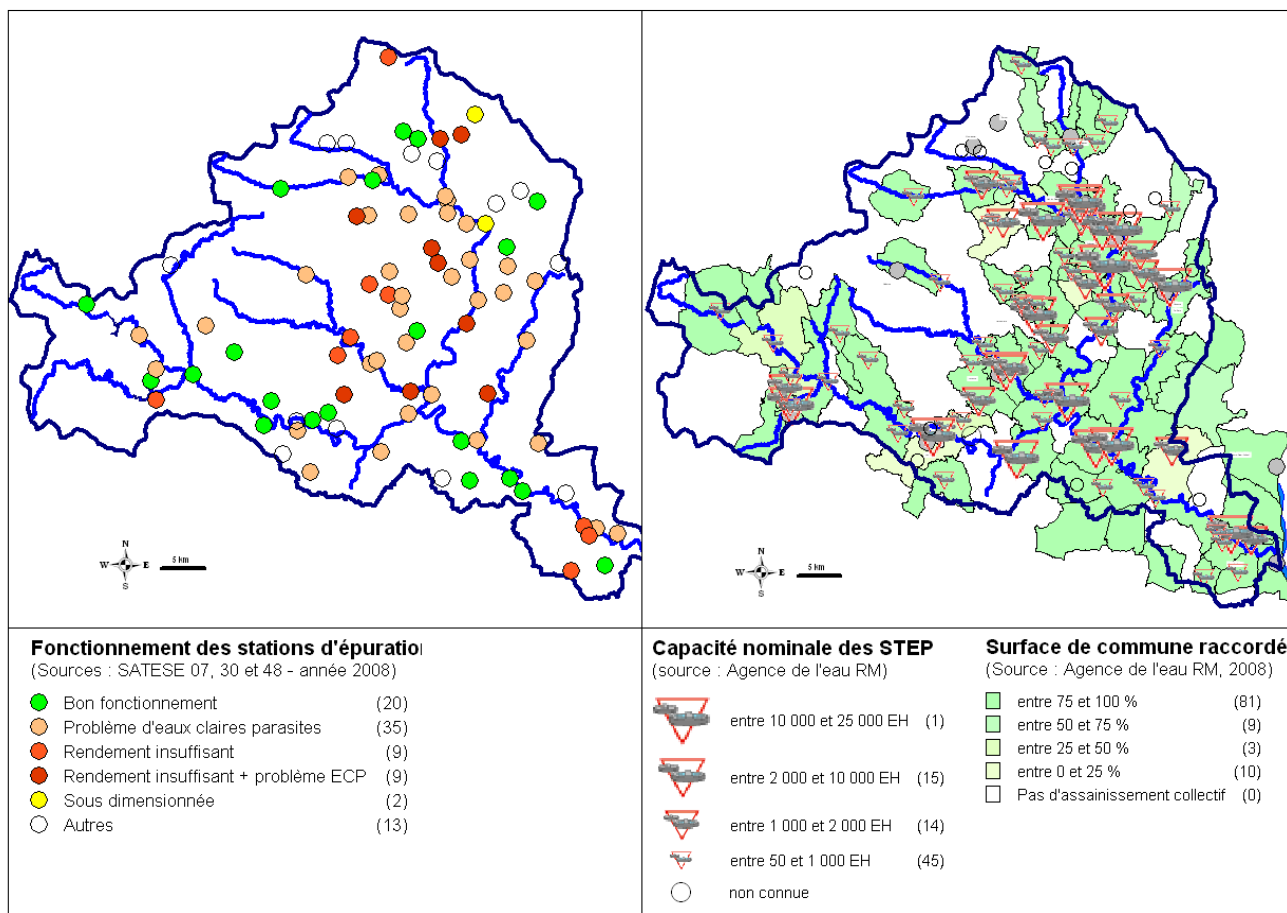 N
W E
S
5 km
N
W E
S
5 km
Fonctionnement des stations d'épuratio
(Sources : SATESE 07, 30 et 48 - année 2008)
Bon fonctionnement (20)
Problème d'eaux claires parasites (35)
Rendement insuffisant (9)
Rendement insuffisant + problème ECP (9)
Sous dimensionnée (2)
Autres (13)
Capacité nominale des STEP
(source : Agence de l'eau RM)
entre 10 000 et 25 000 EH (1)
entre 2 000 et 10 000 EH (15)
entre 1 000 et 2 000 EH (14)
entre 50 et 1 000 EH (45)
non connue
Surface de commune raccordé
(Source : Agence de l'eau RM, 2008)
entre 75 et 100 % (81)
entre 50 et 75 % (9)
entre 25 et 50 % (3)
entre 0 et 25 % (10)
Pas d'assainissement collectif (0)